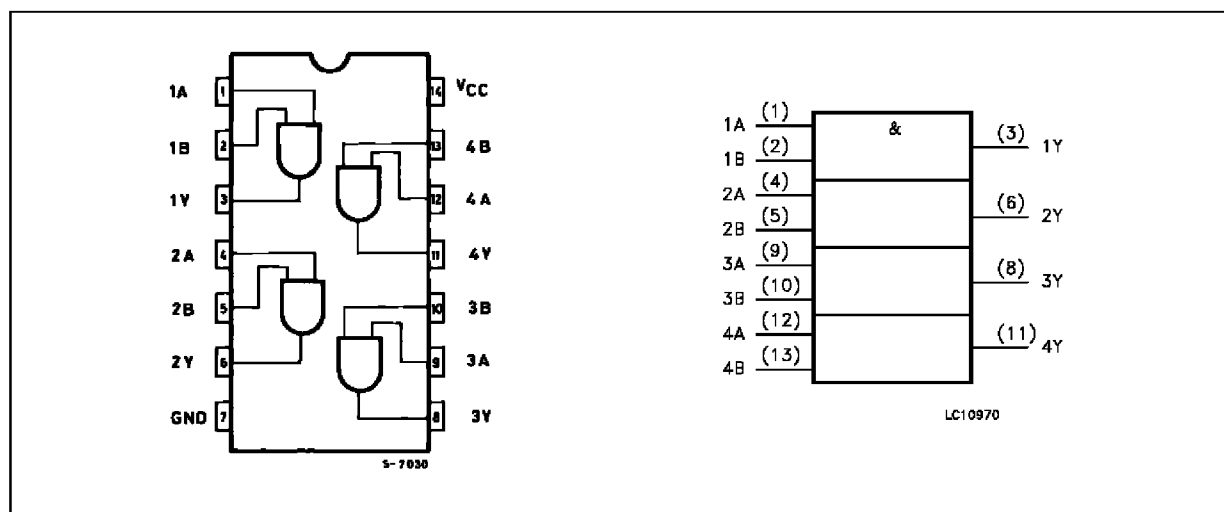 1A 1 14 VCC
1B 2 13 4B
1Y 3 12 4A
2A 4 11 4Y
2B 5 10 3B
2Y 6 9 3A
GND 7 8 3Y
S-7030
&
1A (1)
1B (2)
2A (4)
2B (5)
3A (9)
3B (10)
4A (12)
4B (13)
(3) 1Y
(6) 2Y
(8) 3Y
(11) 4Y
LC10970